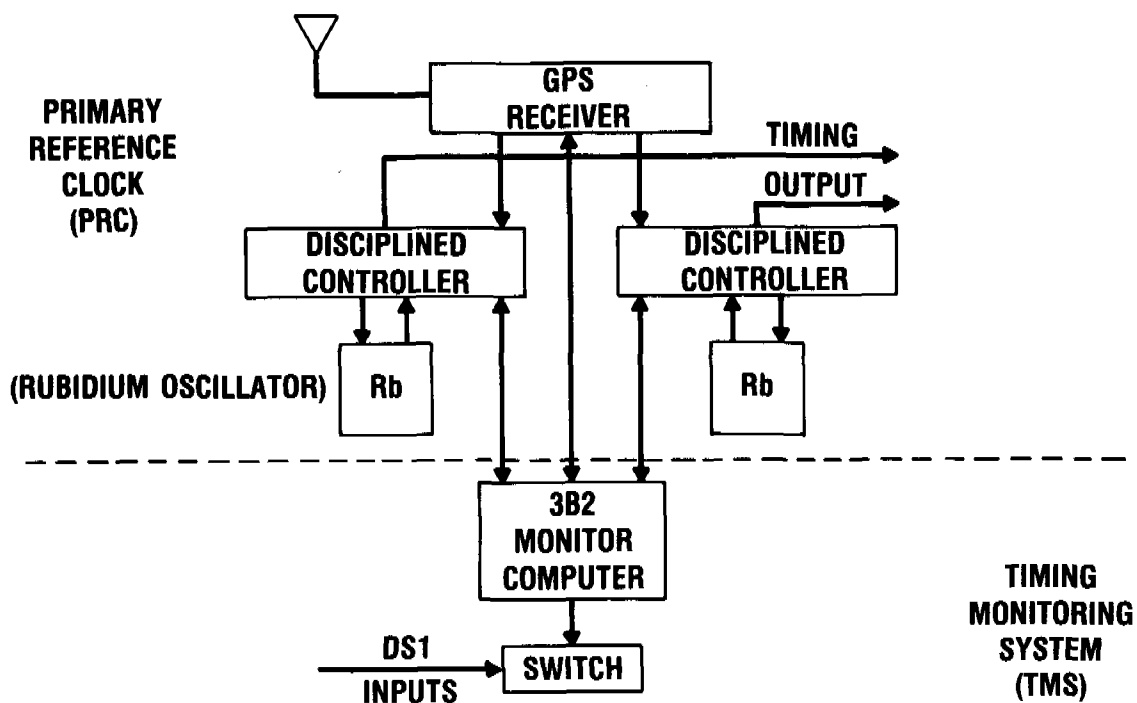 GPS
RECEIVER
PRIMARY
REFERENCE
CLOCK
(PRC)
TIMING
OUTPUT
DISCIPLINED
CONTROLLER
DISCIPLINED
CONTROLLER
(RUBIDIUM OSCILLATOR)
Rb
Rb
3B2
MONITOR
COMPUTER
TIMING
MONITORING
SYSTEM
(TMS)
DS1
INPUTS
SWITCH